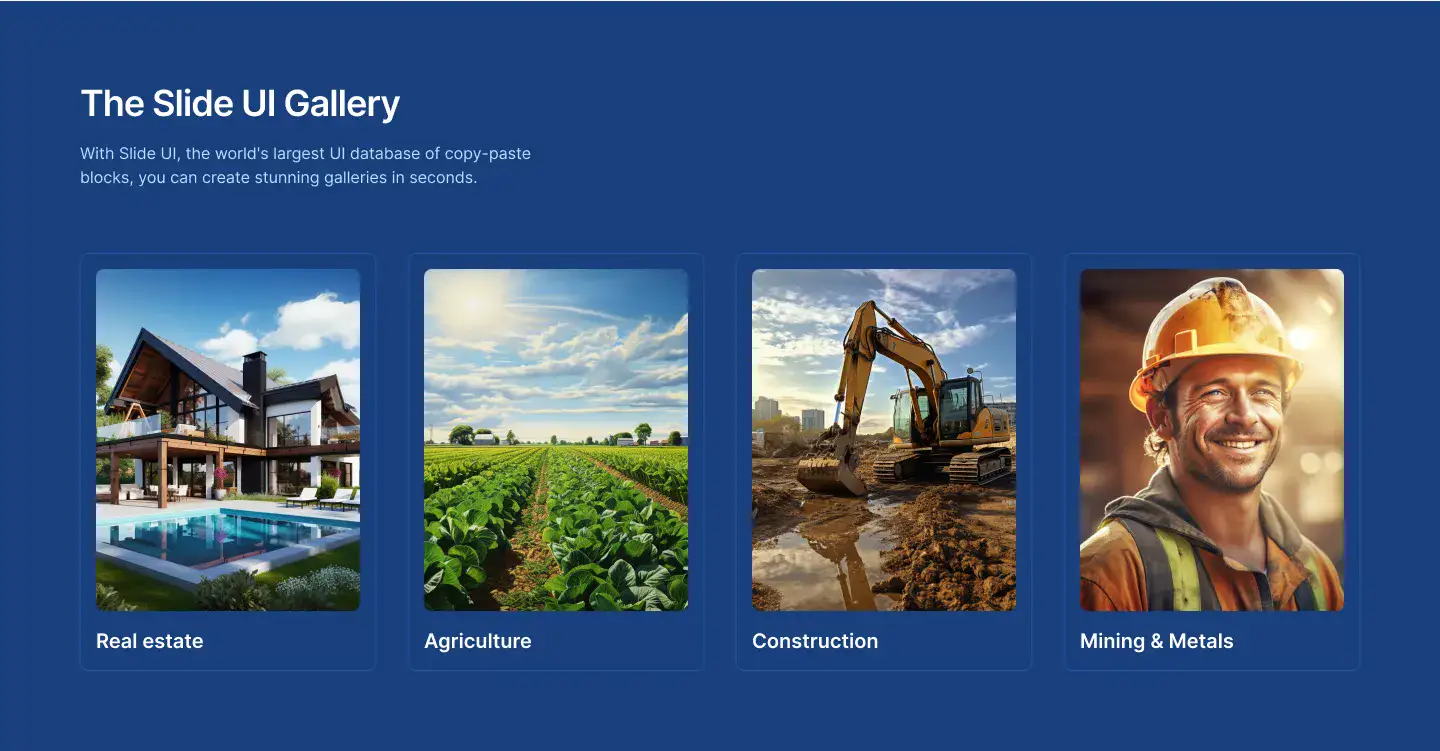 The Slide UI Gallery
With Slide UI, the world's largest UI database of copy-paste
blocks, you can create stunning galleries in seconds.
Real estate
Agriculture
Construction
Mining & Metals